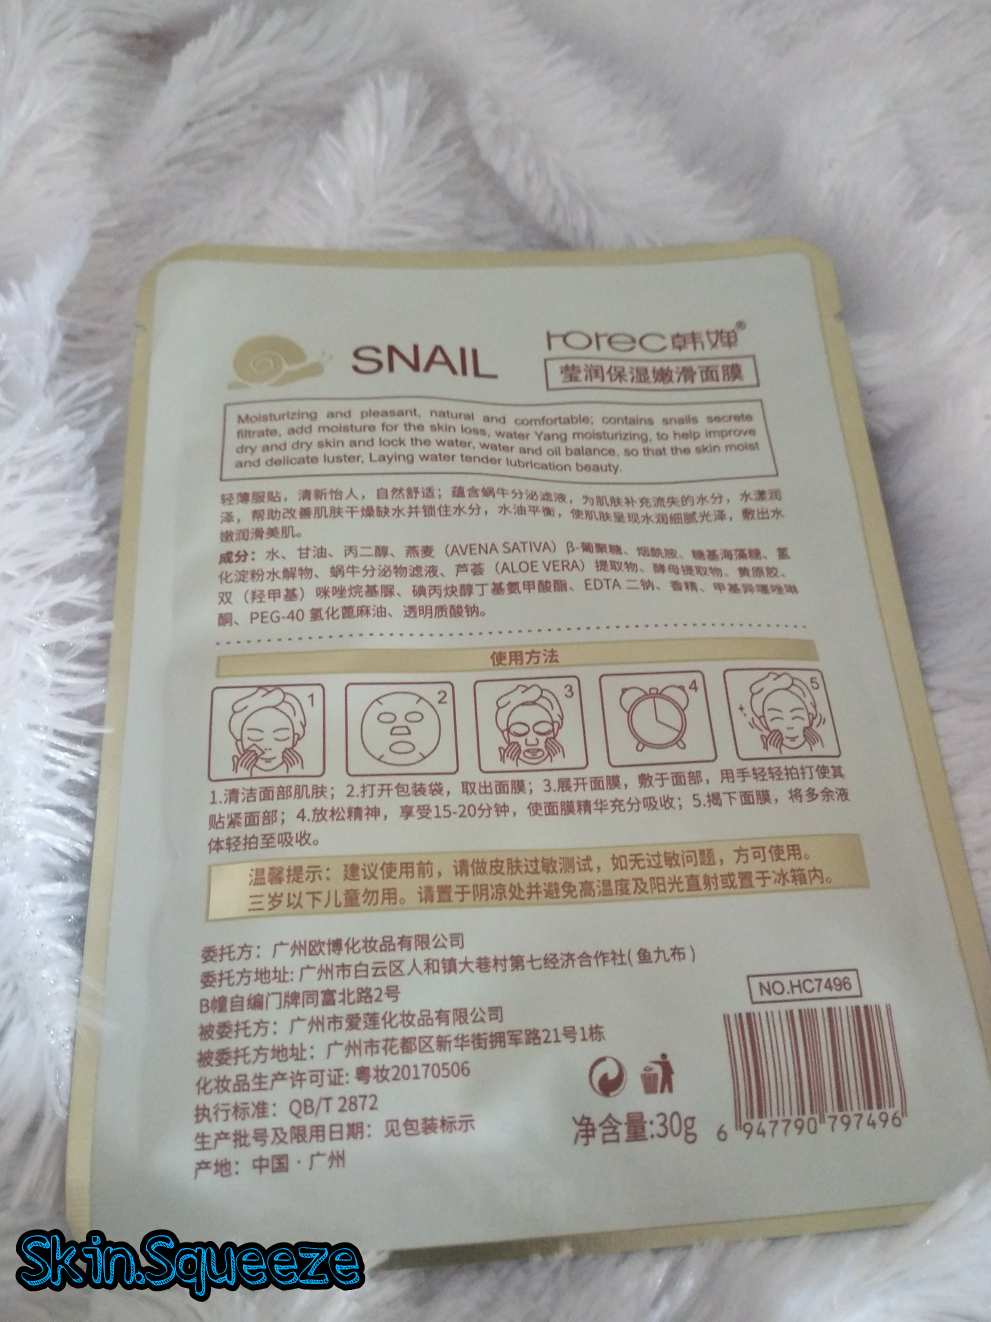 SNAIL
rorec韩婵®
莹润保湿嫩滑面膜
Moisturizing and pleasant, natural and comfortable; contains snails secrete
filtrate, add moisture for the skin loss, water Yang moisturizing, to help improve
dry and dry skin and lock the water, water and oil balance, so that the skin moist
and delicate luster, Laying water tender lubrication beauty.
轻薄服贴，清新怡人，自然舒适；蕴含蜗牛分泌滤液，为肌肤补充流失的水分，水漾润
泽，帮助改善肌肤干燥缺水并锁住水分，水油平衡，使肌肤呈现水润细腻光泽，敷出水
嫩润滑美肌。
成分：水、甘油、丙二醇、燕麦（AVENA SATIVA）β-葡聚糖、烟酰胺、糖基海藻糖、氢
化淀粉水解物、蜗牛分泌物滤液、芦荟（ALOE VERA）提取物、酵母提取物、黄原胶、
双（羟甲基）咪唑烷基脲、碘丙炔醇丁基氨甲酸酯、EDTA 二钠、香精、甲基异噻唑啉
酮、PEG-40 氢化蓖麻油、透明质酸钠。
使用方法
1
2
3
4
5
1.清洁面部肌肤；2.打开包装袋，取出面膜；3.展开面膜，敷于面部，用手轻轻拍打使其
贴紧面部；4.放松精神，享受15-20分钟，使面膜精华充分吸收；5.揭下面膜，将多余液
体轻拍至吸收。
温馨提示：建议使用前，请做皮肤过敏测试，如无过敏问题，方可使用。
三岁以下儿童勿用。请置于阴凉处并避免高温度及阳光直射或置于冰箱内。
委托方：广州欧博化妆品有限公司
委托方地址: 广州市白云区人和镇大巷村第七经济合作社( 鱼九布 )
B幢自编门牌同富北路2号
被委托方：广州市爱莲化妆品有限公司
被委托方地址：广州市花都区新华街拥军路21号1栋
化妆品生产许可证: 粤妆20170506
执行标准：QB/T 2872
生产批号及限用日期：见包装标示
产地：中国 · 广州
净含量:30g
NO.HC7496
6 947790 797496
Skin.Squeeze